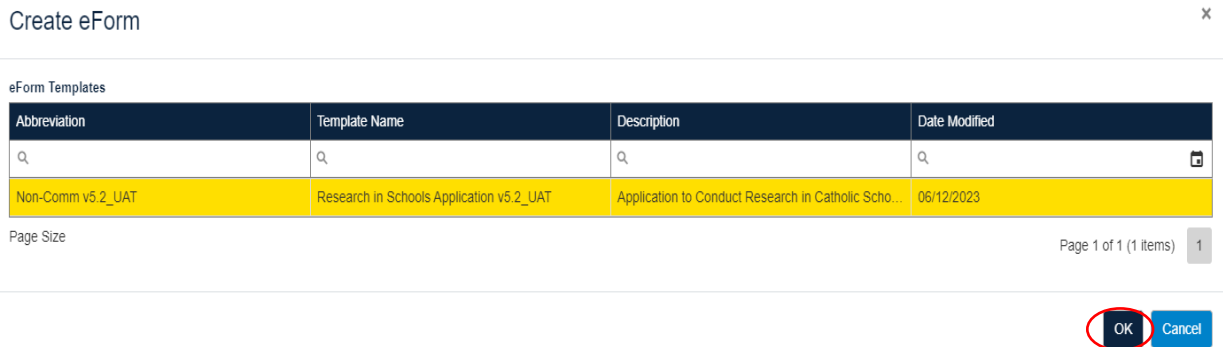 Create eForm
×
eForm Templates
Abbreviation Template Name Description Date Modified
Non-Comm v5.2_UAT Research in Schools Application v5.2_UAT Application to Conduct Research in Catholic Scho... 06/12/2023
Page Size Page 1 of 1 (1 items) 1
OK Cancel